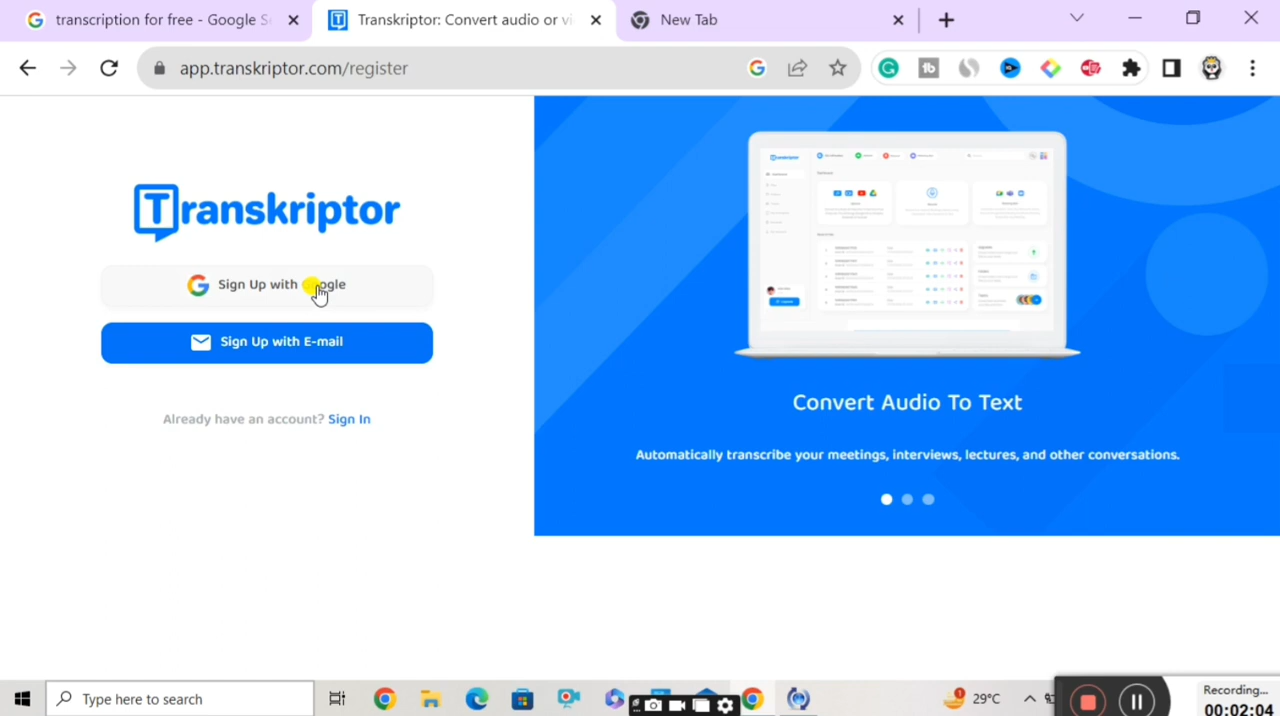 transcription for free - Google Se
Transkriptor: Convert audio or vi
New Tab
app.transkriptor.com/register
Transkriptor
Sign Up with Google
Sign Up with E-mail
Already have an account? Sign In
Convert Audio To Text
Automatically transcribe your meetings, interviews, lectures, and other conversations.
Type here to search
29°C
Recording...
00:02:04